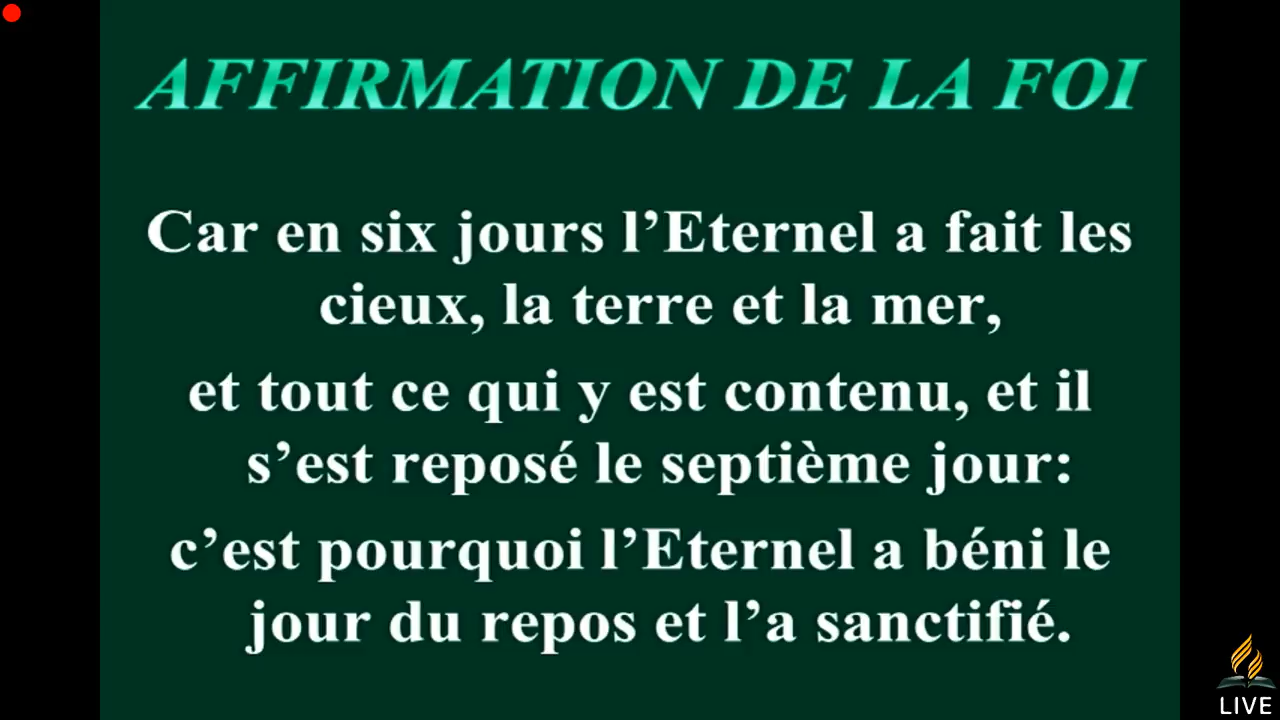 AFFIRMATION DE LA FOI
Car en six jours l’Eternel a fait les
cieux, la terre et la mer,
et tout ce qui y est contenu, et il
s’est reposé le septième jour:
c’est pourquoi l’Eternel a béni le
jour du repos et l’a sanctifié.
LIVE